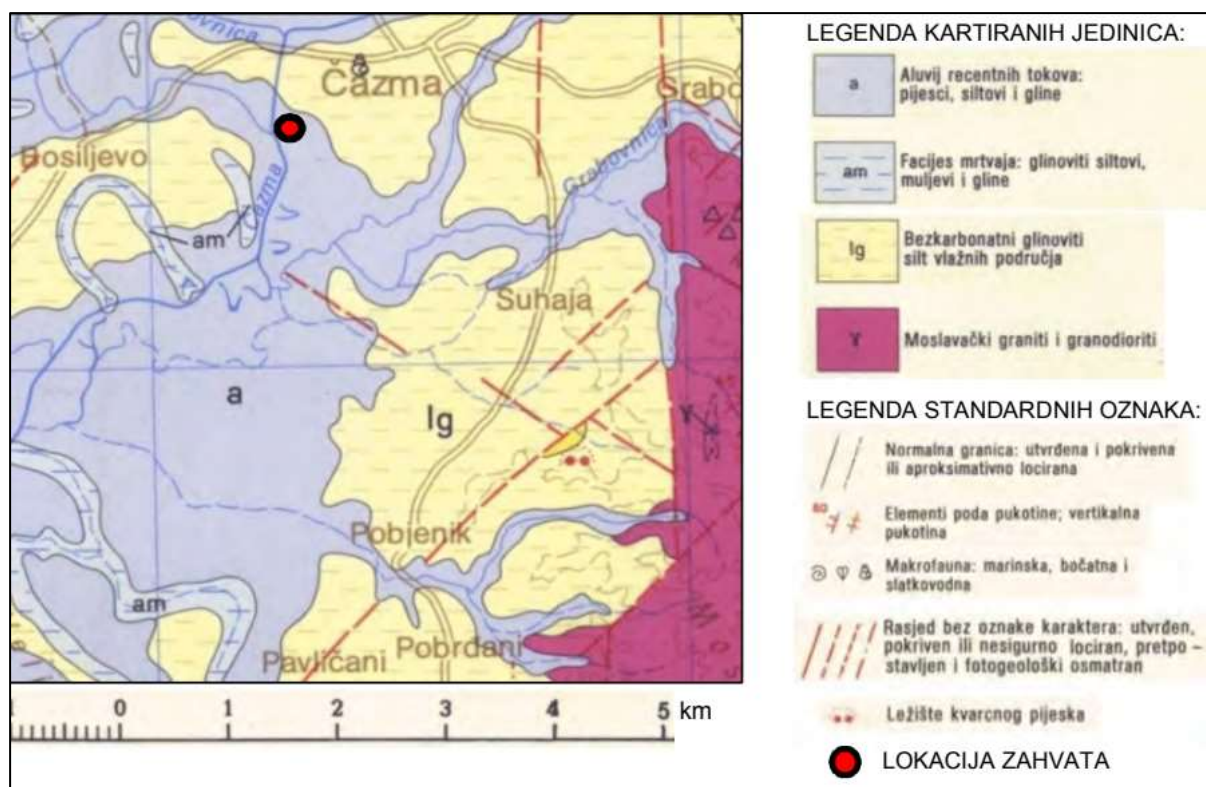 Grabovnica
Čazma
Grabo
Bosiljevo
Grabovnica
Čazma
am
am
Suhaja
a
lg
γ
Pobjenik
am
Pavličani
Pobrđani
0 1 2 3 4 5 km
LEGENDA KARTIRANIH JEDINICA:
a
Aluvij recentnih tokova:
pijesci, siltovi i gline
am
Facijes mrtvaja: glinoviti siltovi,
muljevi i gline
lg
Bezkarbonatni glinoviti
silt vlažnih područja
γ
Moslavački graniti i granodioriti
LEGENDA STANDARDNIH OZNAKA:
Normalna granica: utvrđena i pokrivena
ili aproksimativno locirana
80
Elementi poda pukotine; vertikalna
pukotina
Makrofauna: marinska, bočatna i
slatkovodna
Rasjed bez oznake karaktera: utvrđen,
pokriven ili nesigurno lociran, pretpo -
stavljen i fotogeološki osmatran
Ležište kvarcnog pijeska
LOKACIJA ZAHVATA